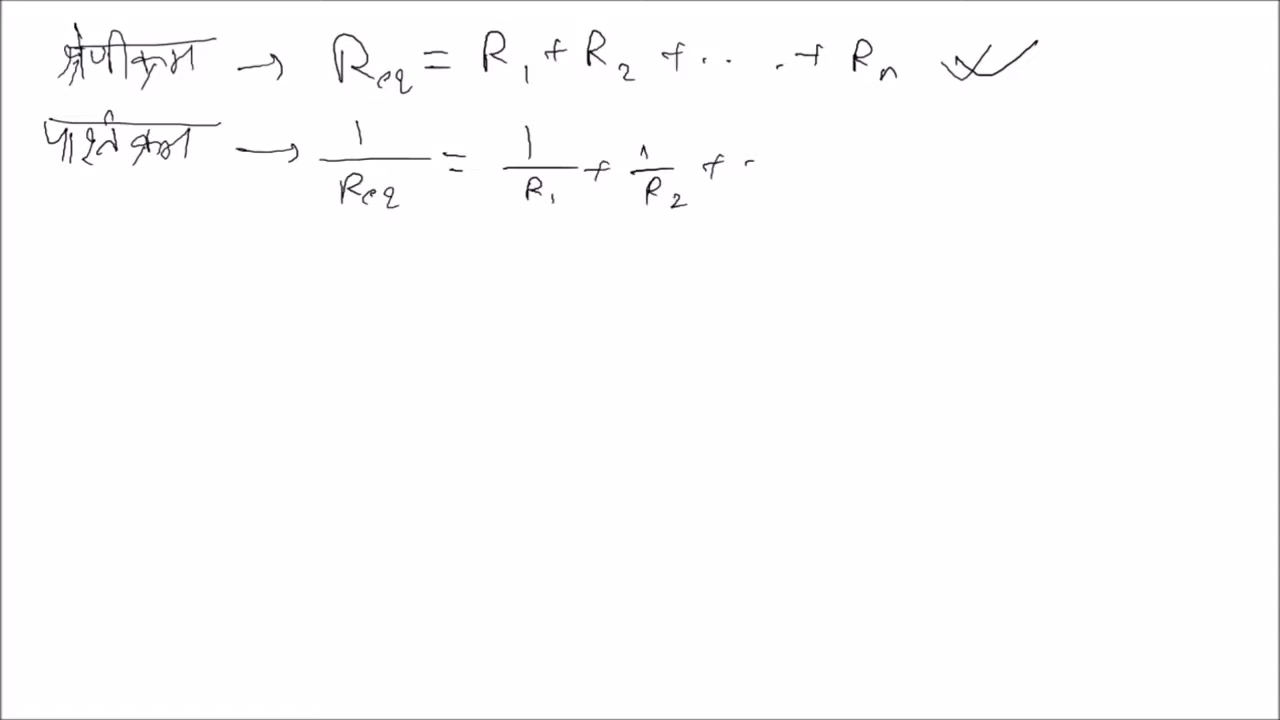 श्रेणीक्रम → Req = R₁ + R₂ + .. . . + Rₙ
पार्श्वक्रम → 1/Req = 1/R₁ + 1/R₂ + .